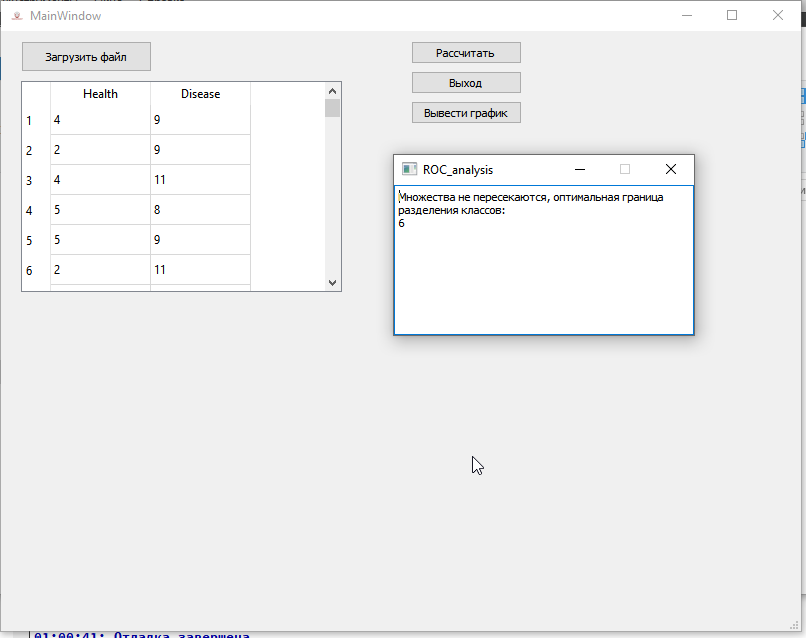 MainWindow
Загрузить файл
Рассчитать
Выход
Вывести график
Health Disease
1 4 9
2 2 9
3 4 11
4 5 8
5 5 9
6 2 11
ROC_analysis
Множества не пересекаются, оптимальная граница
разделения классов:
6
01:00:41: Отладка завершена